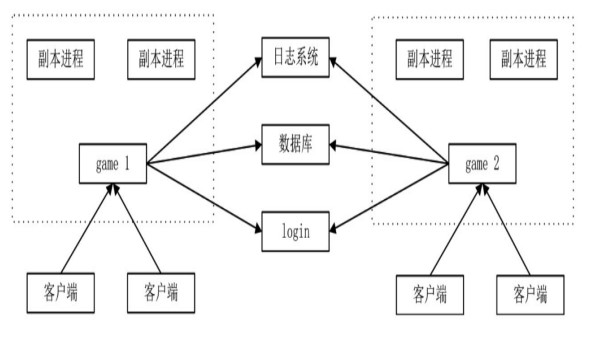 副本进程 副本进程 日志系统 副本进程 副本进程
数据库
game 1 game 2
login
客户端 客户端 客户端 客户端